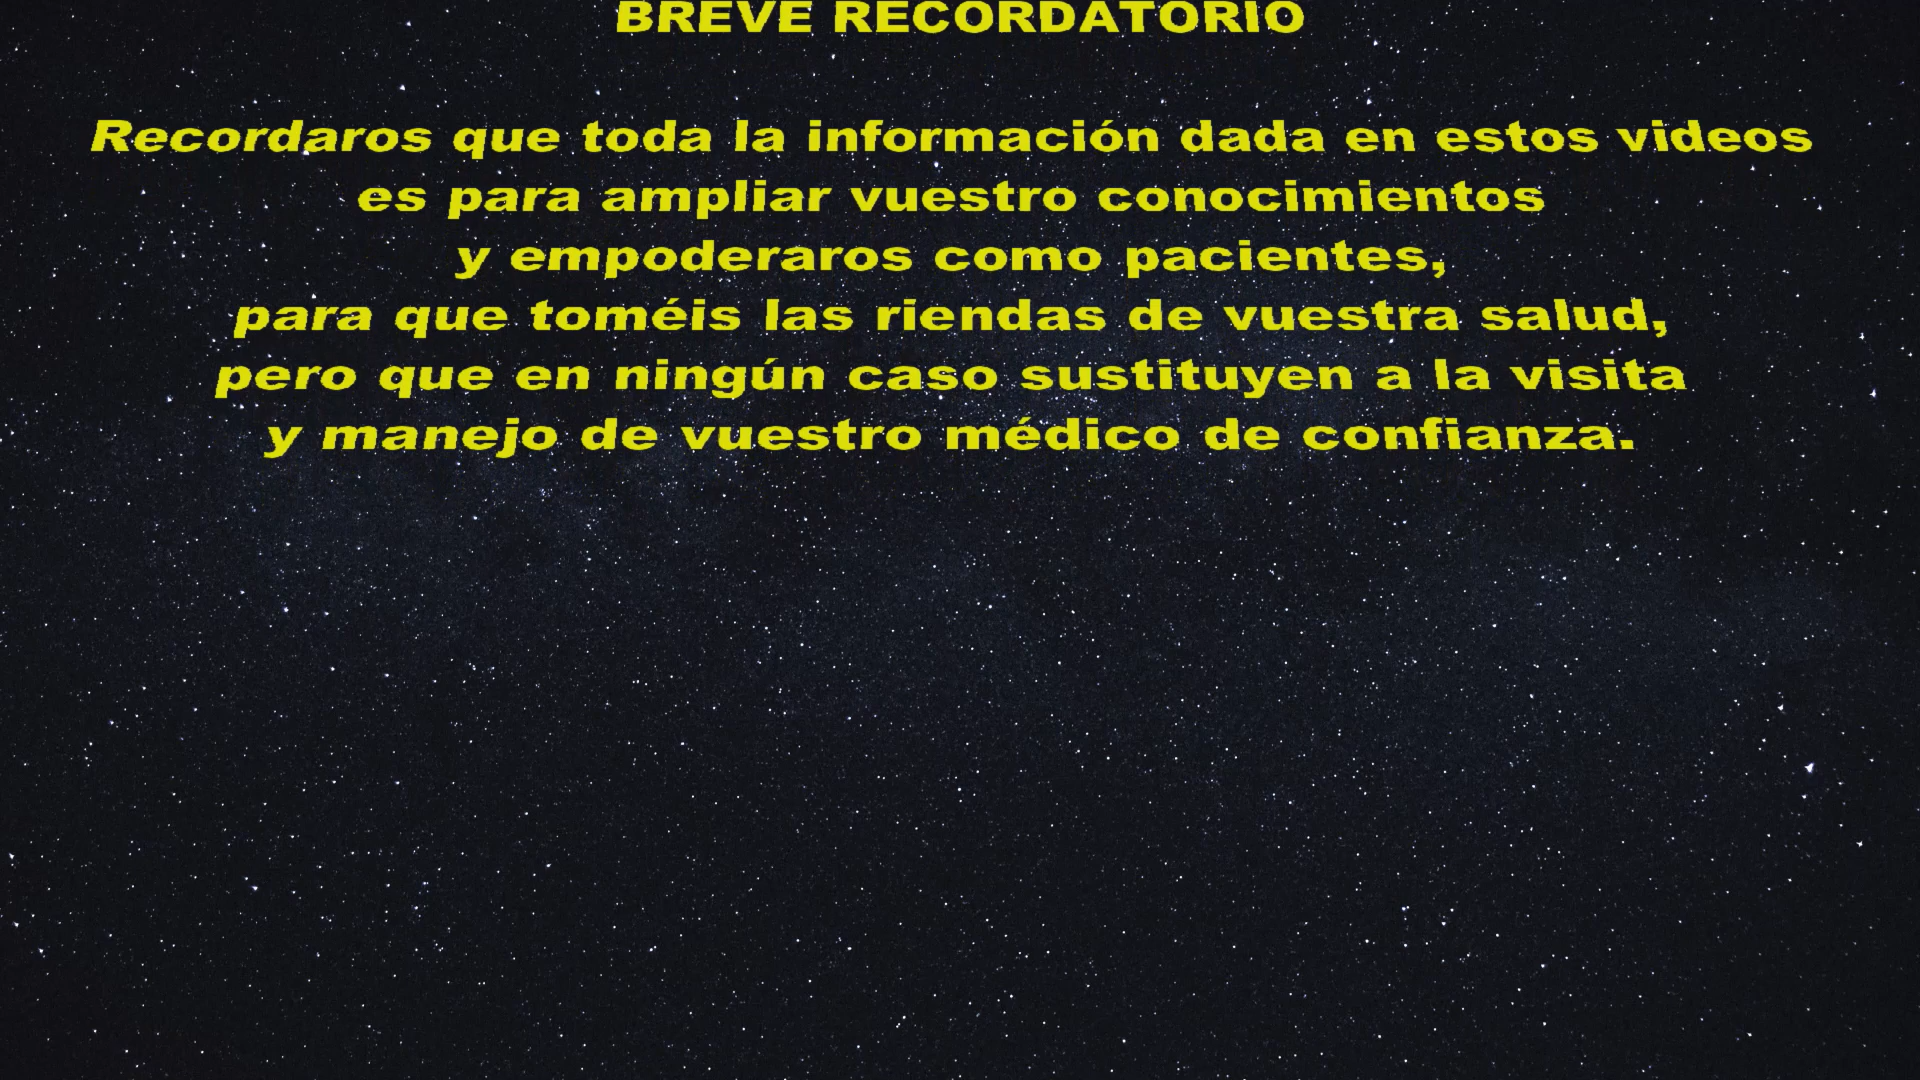 BREVE RECORDATORIO
Recordaros que toda la información dada en estos videos
es para ampliar vuestro conocimientos
y empoderaros como pacientes,
para que toméis las riendas de vuestra salud,
pero que en ningún caso sustituyen a la visita
y manejo de vuestro médico de confianza.